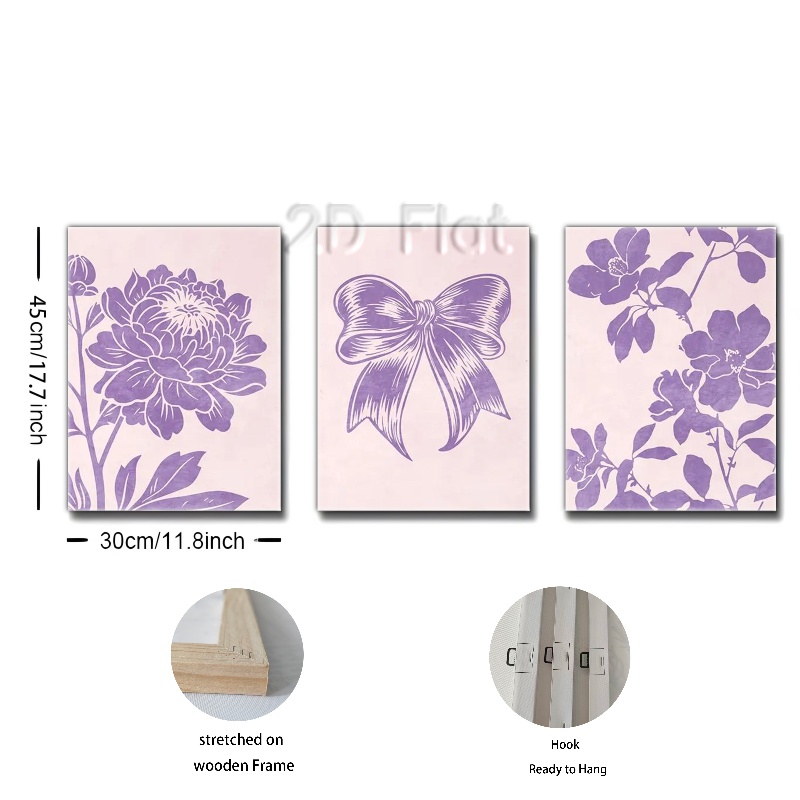 2D Flat
45cm/17.7inch
30cm/11.8inch
stretched on
wooden Frame
Hook
Ready to Hang